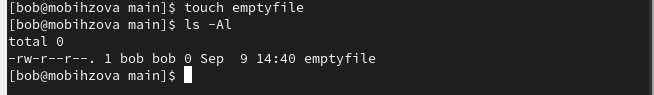 [bob@mobihzova main]$ touch emptyfile
[bob@mobihzova main]$ ls -Al
total 0
-rw-r--r--. 1 bob bob 0 Sep  9 14:40 emptyfile
[bob@mobihzova main]$